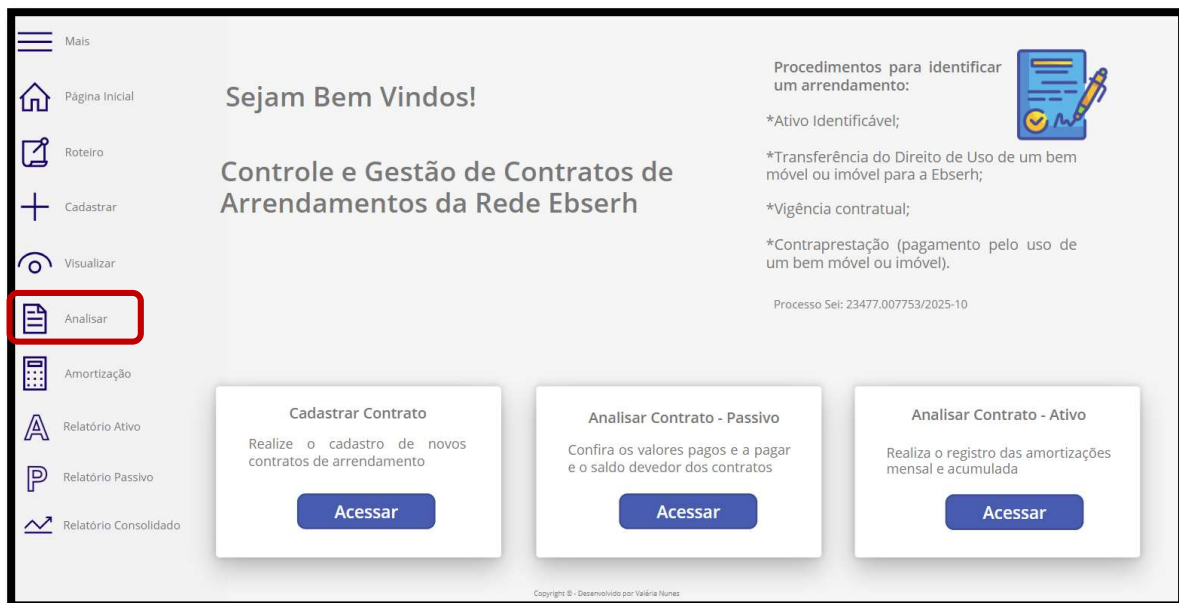 Mais
Página Inicial
Roteiro
Cadastrar
Visualizar
Analisar
Amortização
Relatório Ativo
Relatório Passivo
Relatório Consolidado
Sejam Bem Vindos!
Controle e Gestão de Contratos de
Arrendamentos da Rede Ebserh
Procedimentos para identificar
um arrendamento:
*Ativo Identificável;
*Transferência do Direito de Uso de um bem
móvel ou imóvel para a Ebserh;
*Vigência contratual;
*Contraprestação (pagamento pelo uso de
um bem móvel ou imóvel).
Processo Sei: 23477.007753/2025-10
Cadastrar Contrato
Realize o cadastro de novos
contratos de arrendamento
Acessar
Analisar Contrato - Passivo
Confira os valores pagos e a pagar
e o saldo devedor dos contratos
Acessar
Analisar Contrato - Ativo
Realiza o registro das amortizações
mensal e acumulada
Acessar
Copyright © - Desenvolvido por Valéria Nunes